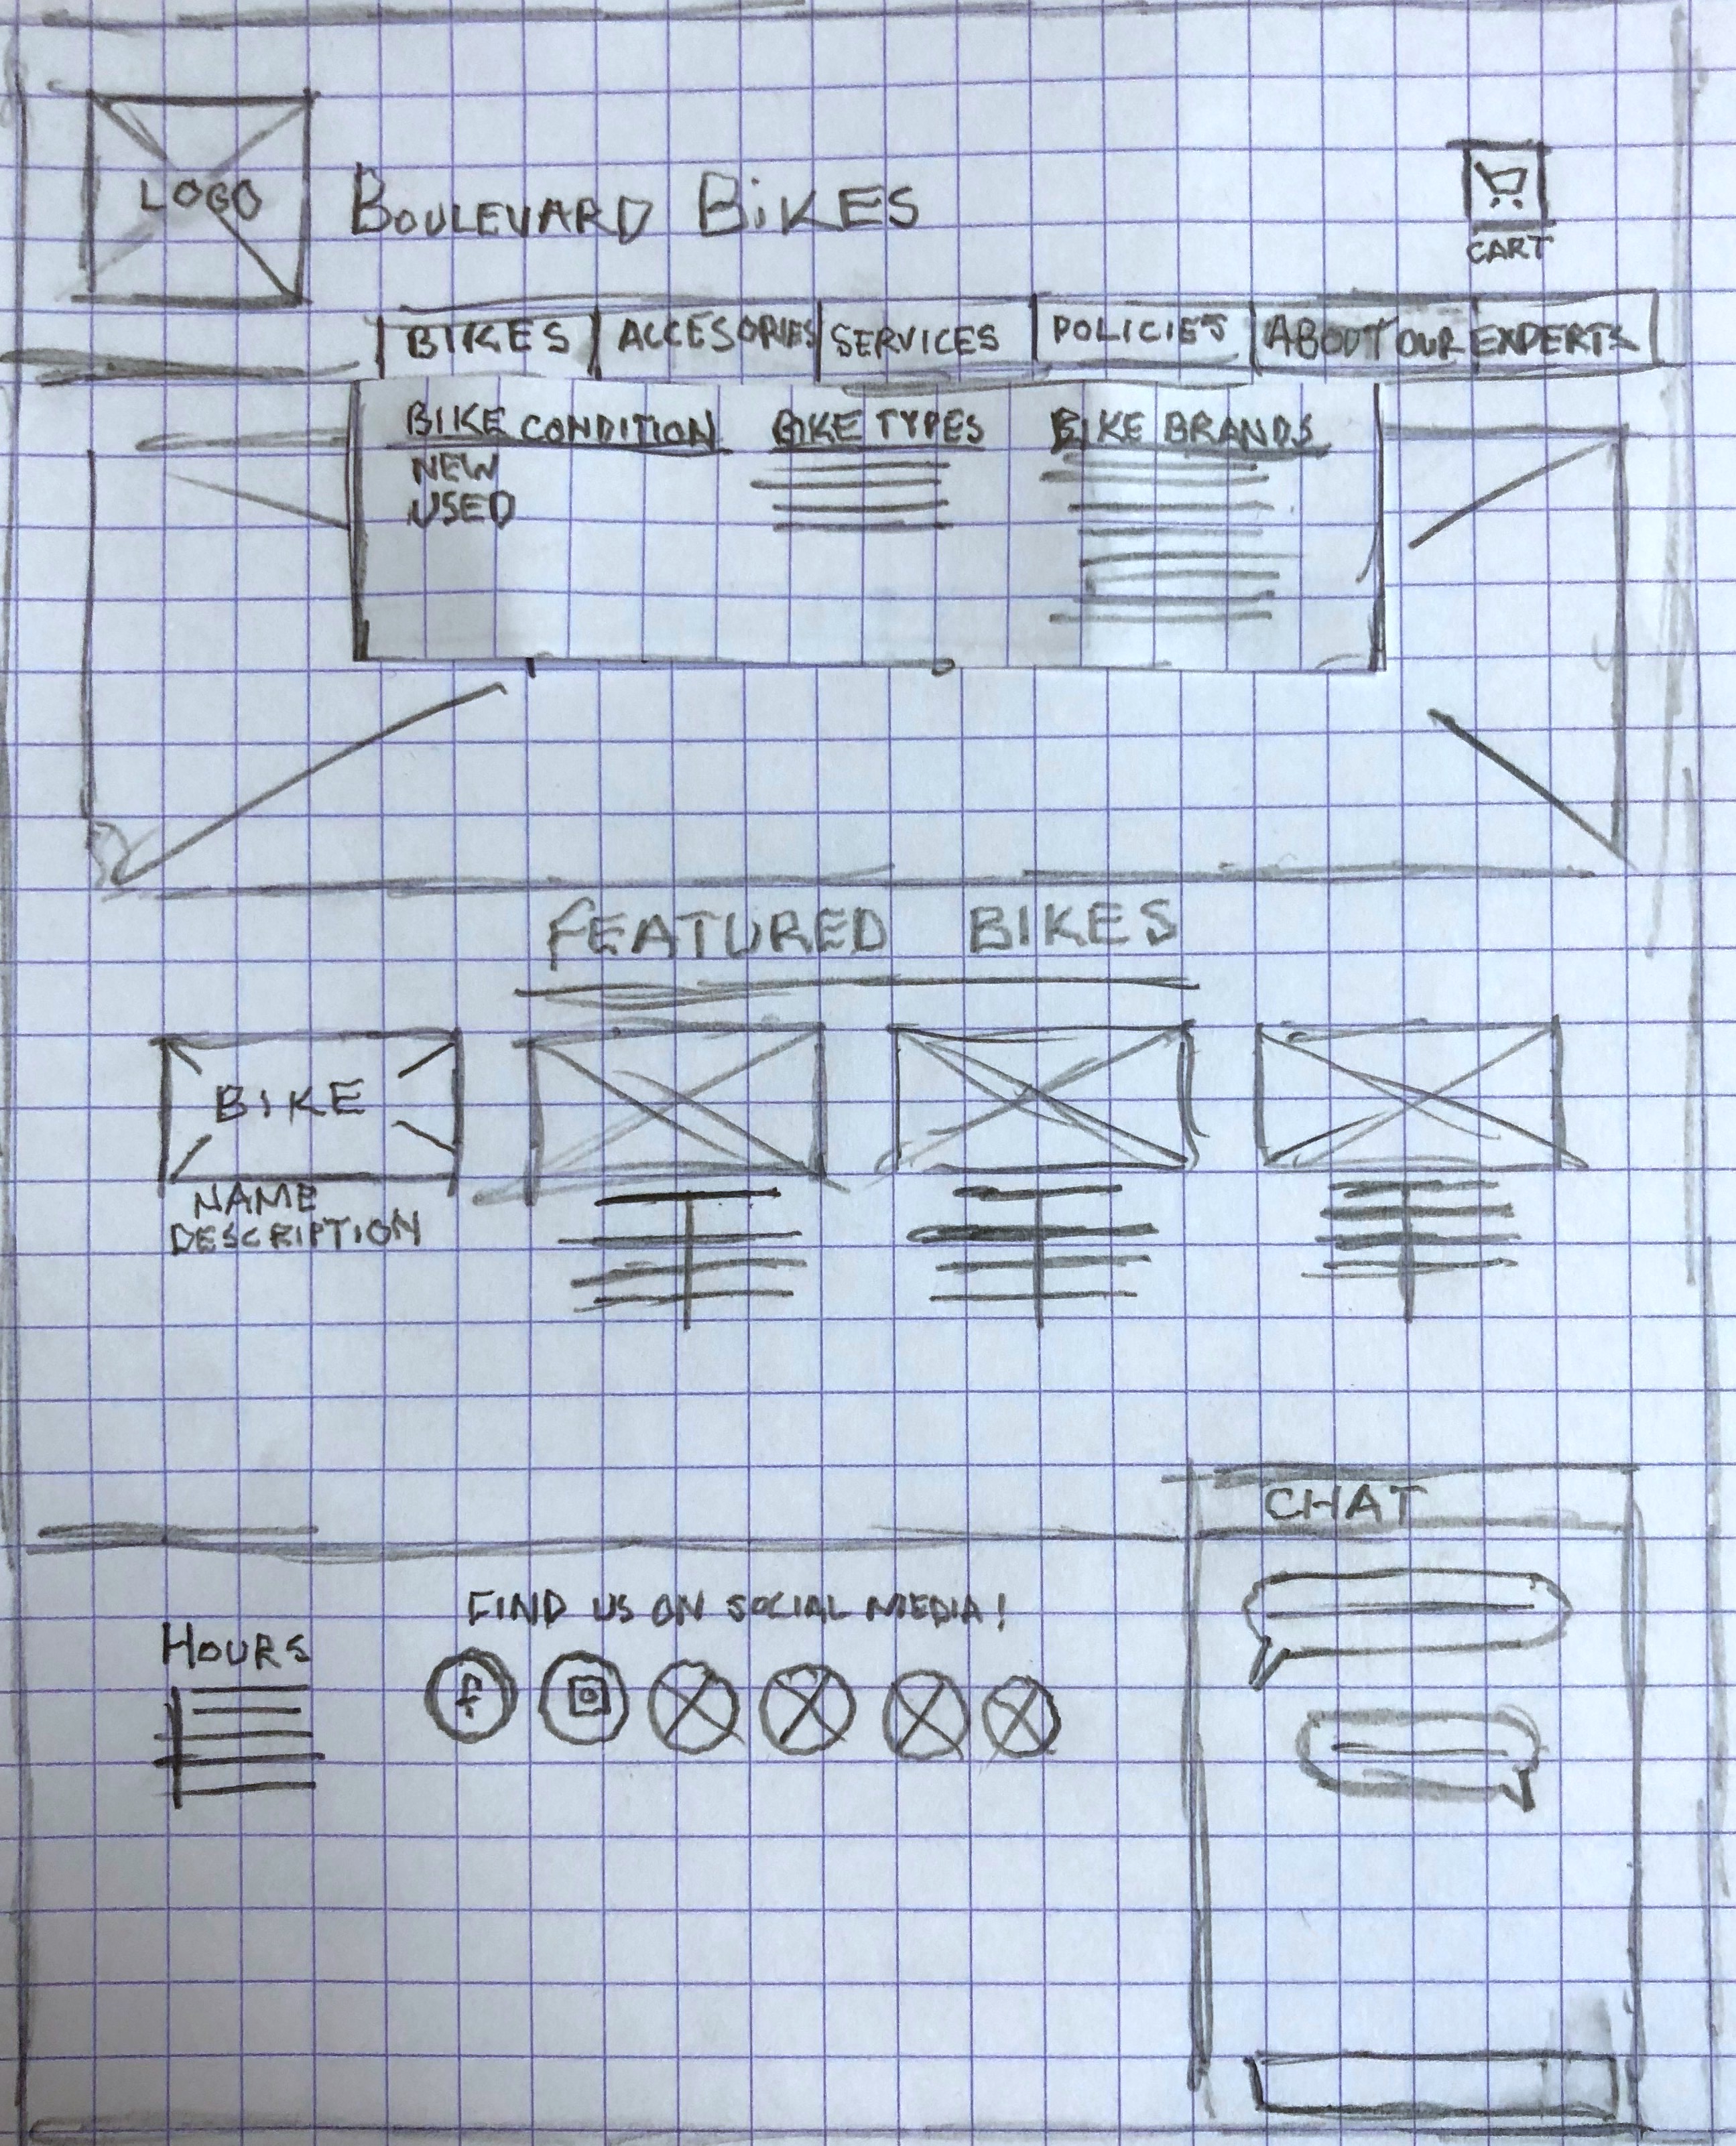 LOGO
BOULEVARD BIKES
CART
BIKES ACCESORIES SERVICES POLICIES ABOUT OUR EXPERTS
BIKE CONDITION BIKE TYPES BIKE BRANDS
NEW
USED
FEATURED BIKES
BIKE
NAME
DESCRIPTION
CHAT
FIND US ON SOCIAL MEDIA!
HOURS
f